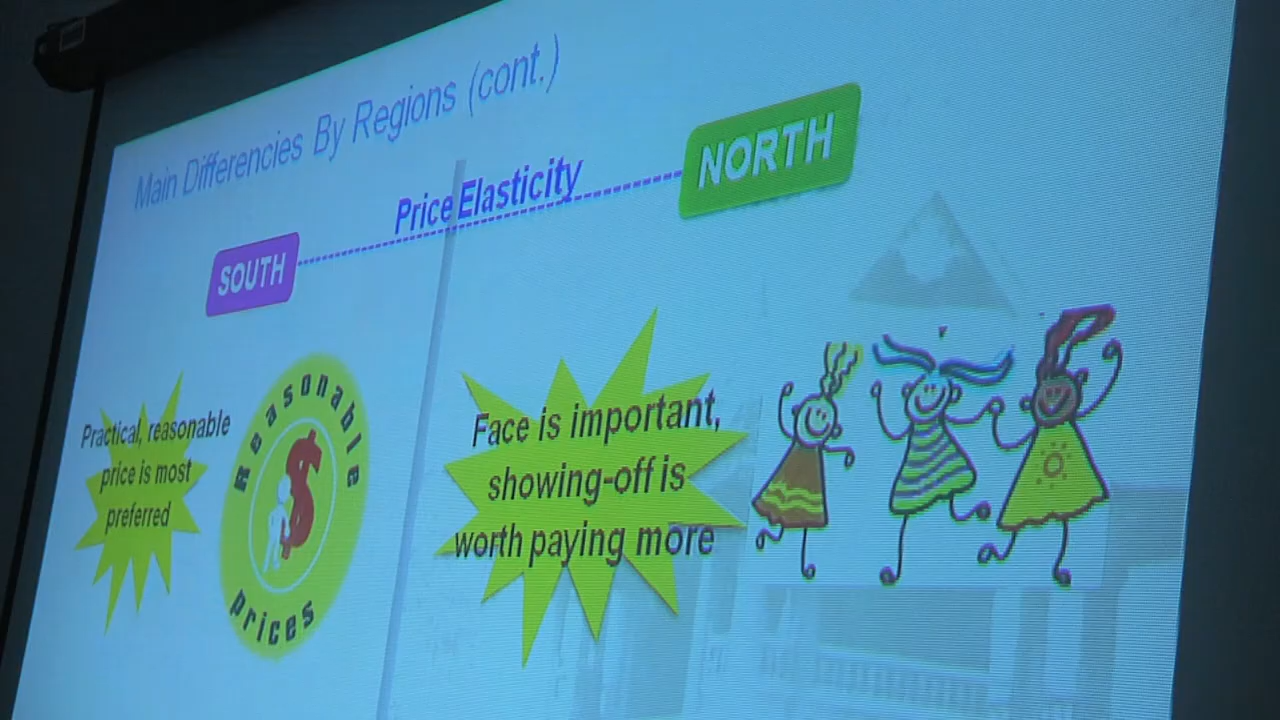 Main Differencies By Regions (cont.)
Price Elasticity
SOUTH
NORTH
Practical, reasonable
price is most
preferred
Reasonable
prices
Face is important,
showing-off is
worth paying more